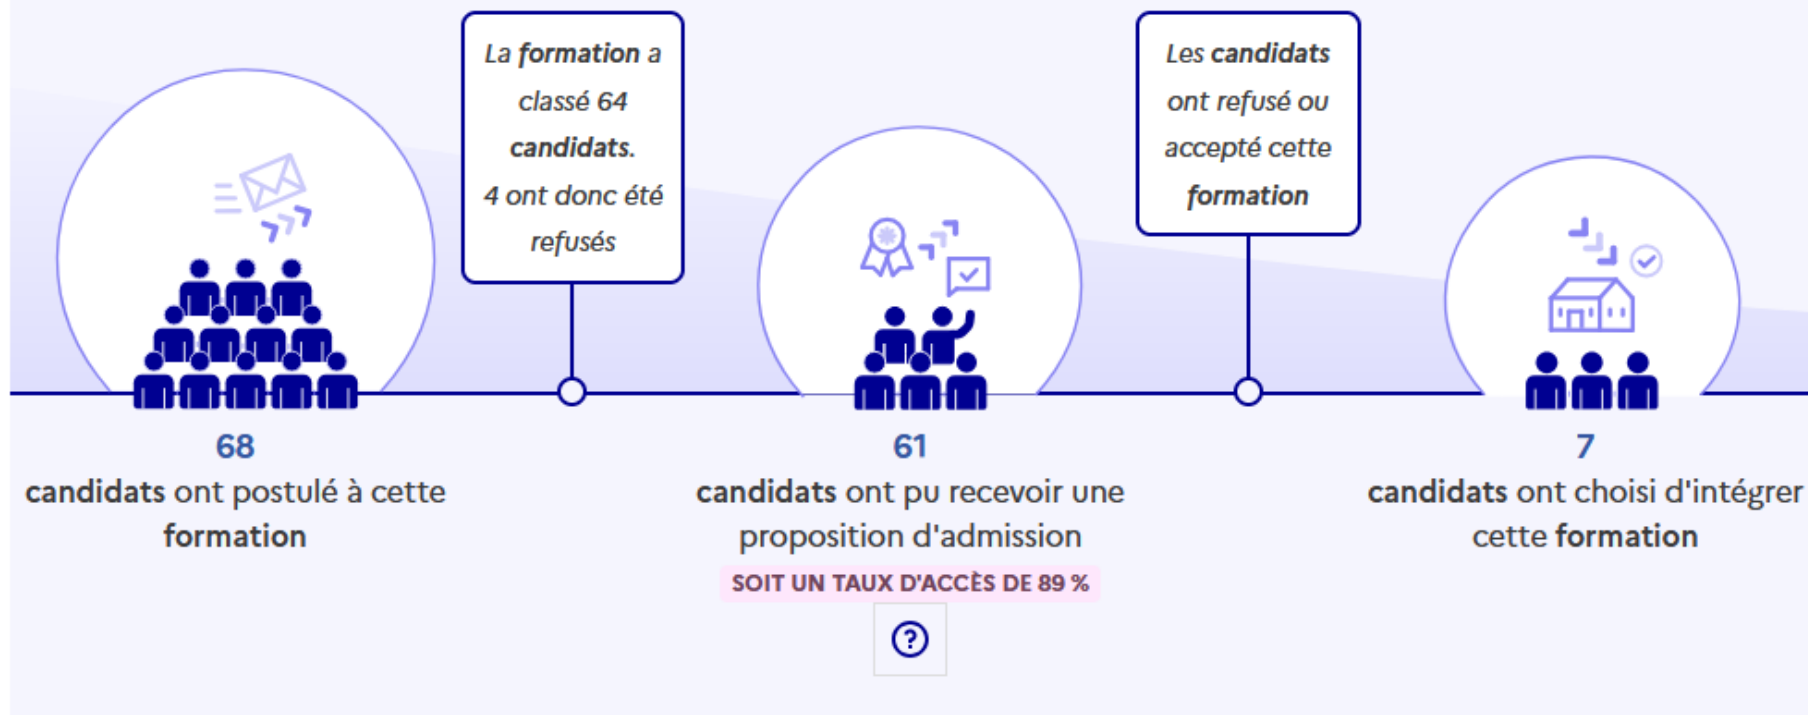 La formation a
classé 64
candidats.
4 ont donc été
refusés
Les candidats
ont refusé ou
accepté cette
formation
68
candidats ont postulé à cette
formation
61
candidats ont pu recevoir une
proposition d'admission
SOIT UN TAUX D'ACCÈS DE 89 %
?
7
candidats ont choisi d'intégrer
cette formation